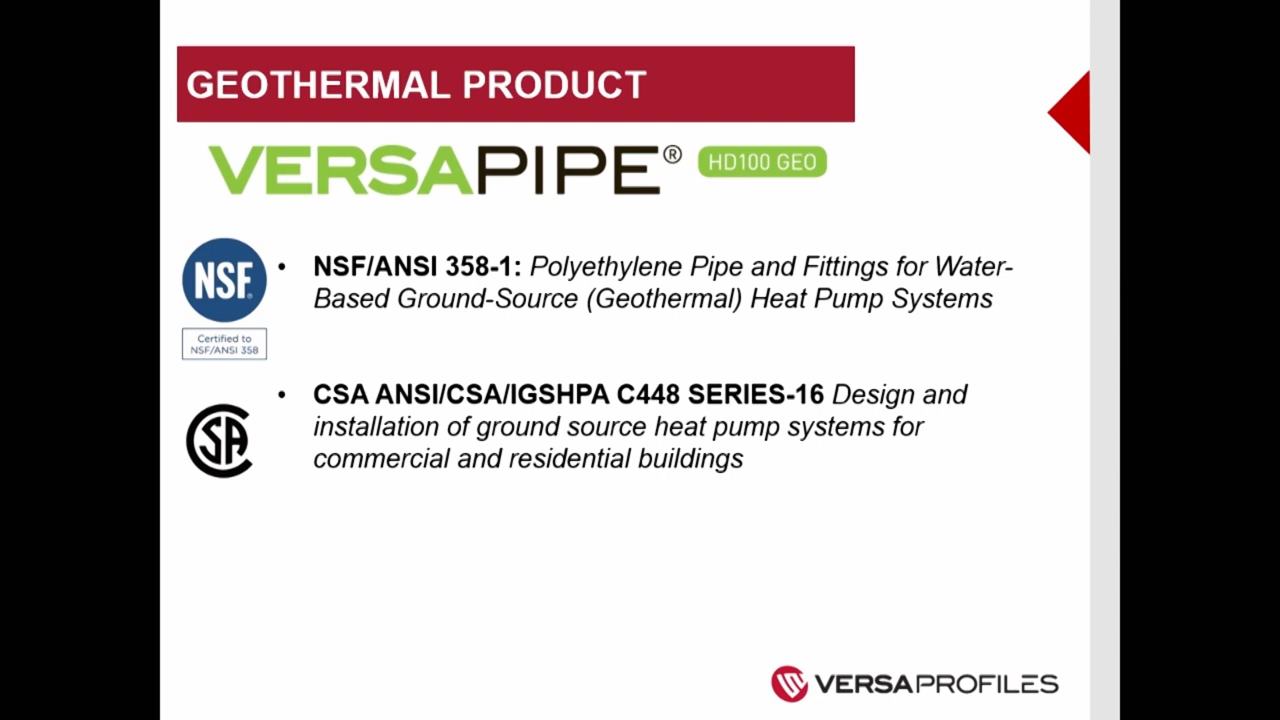 GEOTHERMAL PRODUCT
VERSAPIPE® HD100 GEO
NSF®
Certified to
NSF/ANSI 358
• NSF/ANSI 358-1: Polyethylene Pipe and Fittings for Water-
Based Ground-Source (Geothermal) Heat Pump Systems
CSA
• CSA ANSI/CSA/IGSHPA C448 SERIES-16 Design and
installation of ground source heat pump systems for
commercial and residential buildings
VERSAPROFILES